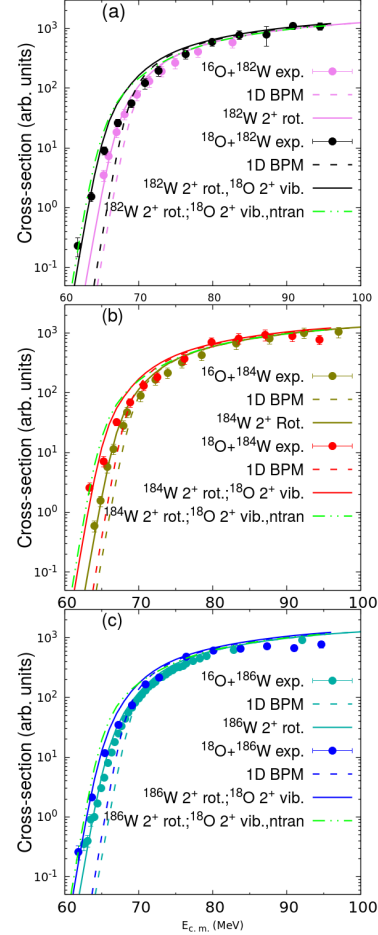 (a)
Cross-section (arb. units)
10³
10²
10¹
10⁰
10⁻¹
¹⁶O+¹⁸²W exp.
1D BPM
¹⁸²W 2⁺ rot.
¹⁸O+¹⁸²W exp.
1D BPM
¹⁸²W 2⁺ rot.,¹⁸O 2⁺ vib.
¹⁸²W 2⁺ rot.;¹⁸O 2⁺ vib.,ntran
60 70 80 90 100
(b)
Cross-section (arb. units)
10³
10²
10¹
10⁰
10⁻¹
¹⁶O+¹⁸⁴W exp.
1D BPM
¹⁸⁴W 2⁺ Rot.
¹⁸O+¹⁸⁴W exp.
1D BPM
¹⁸⁴W 2⁺ rot.;¹⁸O 2⁺ vib.
¹⁸⁴W 2⁺ rot.;¹⁸O 2⁺ vib.,ntran
60 70 80 90 100
(c)
Cross-section (arb. units)
10³
10²
10¹
10⁰
10⁻¹
¹⁶O+¹⁸⁶W exp.
1D BPM
¹⁸⁶W 2⁺ rot.
¹⁸O+¹⁸⁶W exp.
1D BPM
¹⁸⁶W 2⁺ rot.;¹⁸O 2⁺ vib.
¹⁸⁶W 2⁺ rot.;¹⁸O 2⁺ vib.,ntran
60 70 80 90 100
E c. m. (MeV)